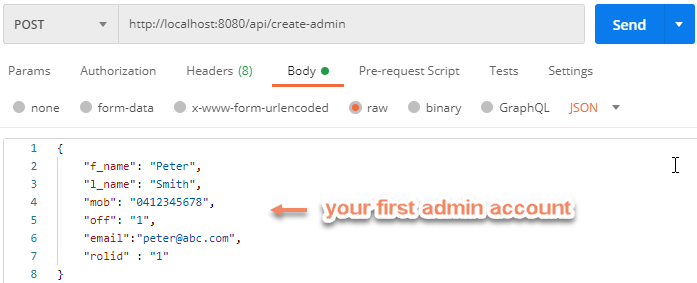 POST http://localhost:8080/api/create-admin Send
Params Authorization Headers (8) Body Pre-request Script Tests Settings
none form-data x-www-form-urlencoded raw binary GraphQL JSON
1 {
2 "f_name": "Peter",
3 "l_name": "Smith",
4 "mob": "0412345678",
5 "off": "1",
6 "email":"peter@abc.com",
7 "rolid" : "1"
8 }
your first admin account